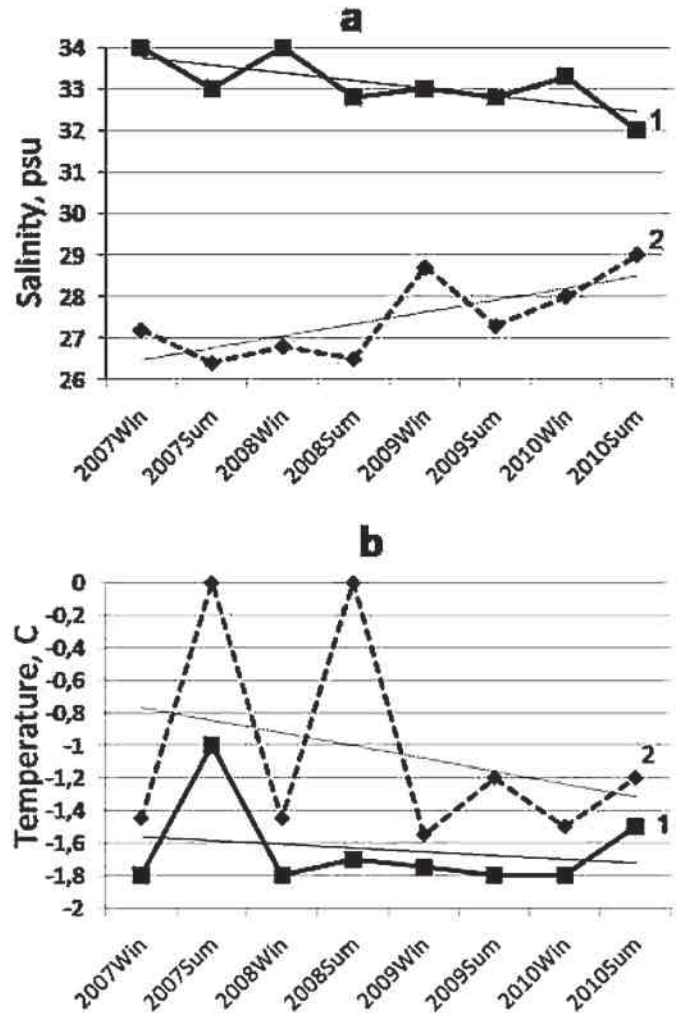 a
Salinity, psu
34
33
32
31
30
29
28
27
26
1
2
2007Win
2007Sum
2008Win
2008Sum
2009Win
2009Sum
2010Win
2010Sum
b
Temperature, C
0
-0,2
-0,4
-0,6
-0,8
-1
-1,2
-1,4
-1,6
-1,8
-2
2
1
2007Win
2007Sum
2008Win
2008Sum
2009Win
2009Sum
2010Win
2010Sum